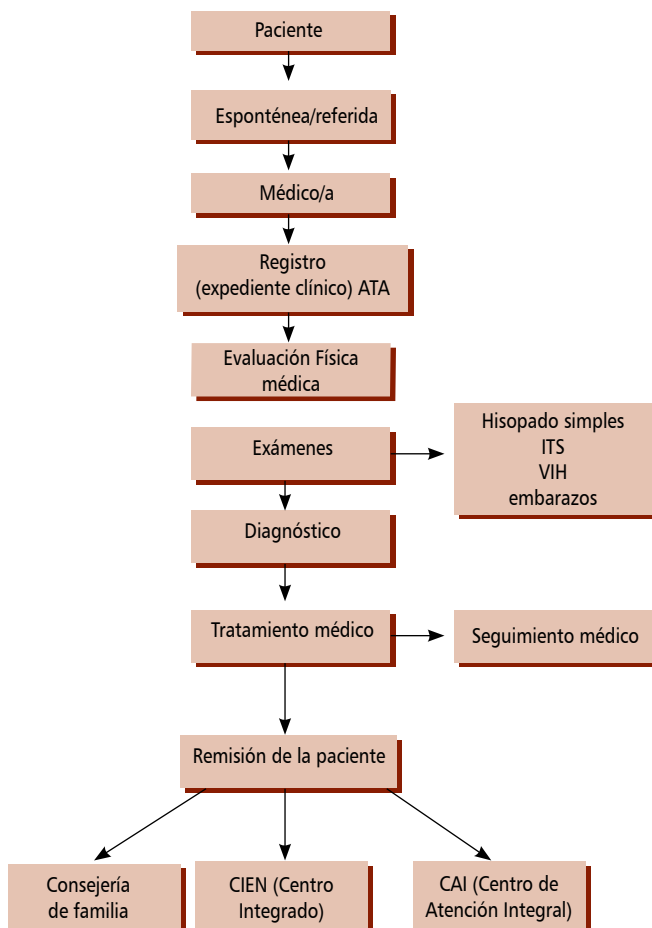 Paciente
Esponténea/referida
Médico/a
Registro
(expediente clínico) ATA
Evaluación Física
médica
Exámenes
Hisopado simples
ITS
VIH
embarazos
Diagnóstico
Tratamiento médico
Seguimiento médico
Remisión de la paciente
Consejería
de familia
CIEN (Centro
Integrado)
CAI (Centro de
Atención Integral)